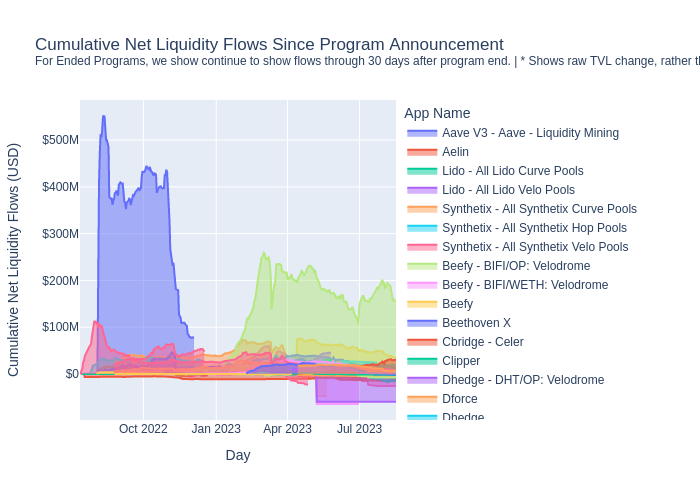 Cumulative Net Liquidity Flows Since Program Announcement
For Ended Programs, we show continue to show flows through 30 days after program end. | * Shows raw TVL change, rather
App Name
Aave V3 - Aave - Liquidity Mining
Aelin
Lido - All Lido Curve Pools
Lido - All Lido Velo Pools
Synthetix - All Synthetix Curve Pools
Synthetix - All Synthetix Hop Pools
Synthetix - All Synthetix Velo Pools
Beefy - BIFI/OP: Velodrome
Beefy - BIFI/WETH: Velodrome
Beefy
Beethoven X
Cbridge - Celer
Clipper
Dhedge - DHT/OP: Velodrome
Dforce
Dhedge
Cumulative Net Liquidity Flows (USD)
$500M
$400M
$300M
$200M
$100M
$0
Oct 2022
Jan 2023
Apr 2023
Jul 2023
Day